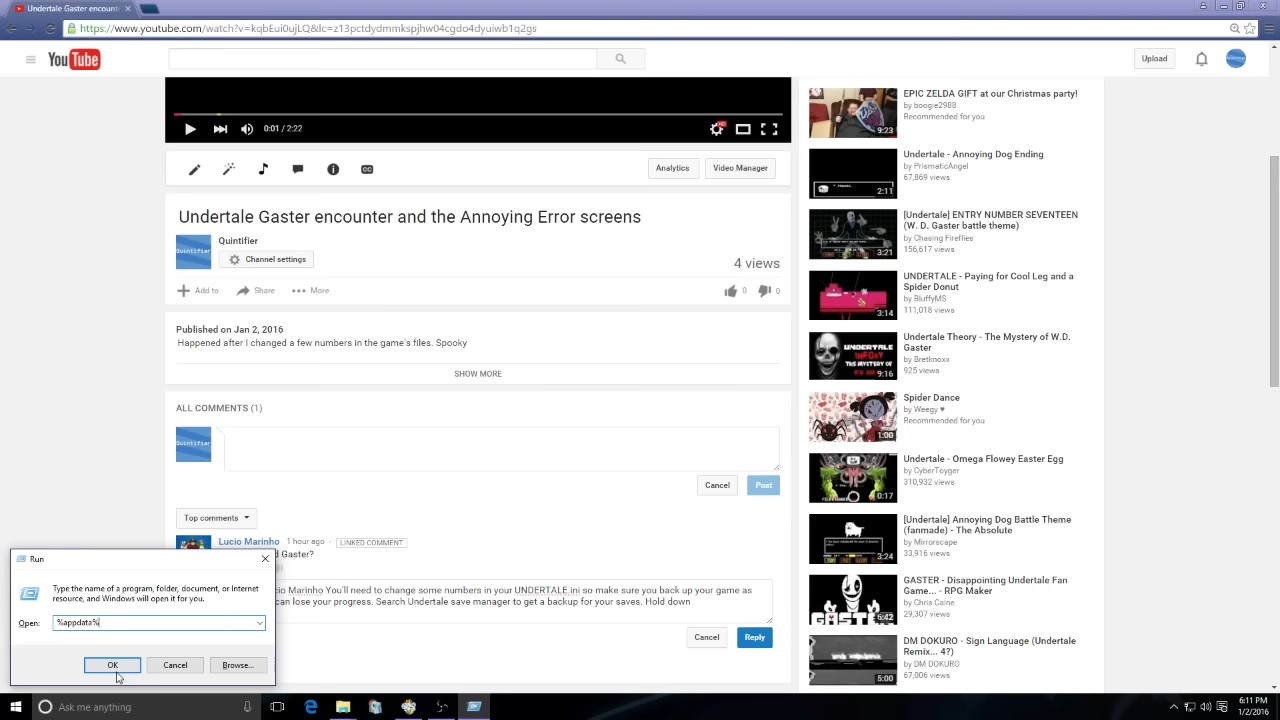 Undertale Gaster encount
https://www.youtube.com/watch?v=kqbEui0ujLQ&lc=z13pctdydmmkspjhw04cgdo4dyuiwb1q2gs
YouTube
Upload
0:01 / 2:22
HD
CC
Analytics
Video Manager
Undertale Gaster encounter and the Annoying Error screens
Quintifier
Quintifier
Channel settings
4 views
Add to
Share
More
0
0
Published on Jan 2, 2016
Happened after I changed a few numbers in the game's files. Spooky
SHOW MORE
ALL COMMENTS (1)
Quintifier
Cancel
Post
Top comments
Lucio Marinho 1 hour ago · LINKED COMMENT
d Gaster?
cio Marinho You'll need to change some numbers in your UNDERTALE.ini so make sure you back up your game as
can lose your progress. Search Undertale save manager to get a backup for your saves. Hold down
Cancel
Reply
EPIC ZELDA GIFT at our Christmas party!
by boogie2988
Recommended for you
9:23
Undertale - Annoying Dog Ending
by PrismaticAngel
67,869 views
2:11
[Undertale] ENTRY NUMBER SEVENTEEN
(W. D. Gaster battle theme)
by Chasing Fireflies
156,617 views
3:21
UNDERTALE - Paying for Cool Leg and a
Spider Donut
by BluffyMS
111,018 views
3:14
Undertale Theory - The Mystery of W.D.
Gaster
by Bretknoxx
925 views
UNDERTALE
THEORY
THE MYSTERY OF
W.D.
9:16
Spider Dance
by Weegy ♥
Recommended for you
1:00
Undertale - Omega Flowey Easter Egg
by CyberToyger
310,932 views
0:17
[Undertale] Annoying Dog Battle Theme
(fanmade) - The Absolute
by Mirrorscape
33,916 views
3:24
GASTER - Disappointing Undertale Fan
Game... - RPG Maker
by Chris Caine
29,307 views
GASTER
6:42
DM DOKURO - Sign Language (Undertale
Remix... 4?)
by DM DOKURO
67,006 views
5:00
Run
Type the name of a program, folder, document, or Internet
resource, and Windows will open it for you.
Open:
%appdata%
OK
Cancel
Browse...
Ask me anything
6:11 PM
1/2/2016